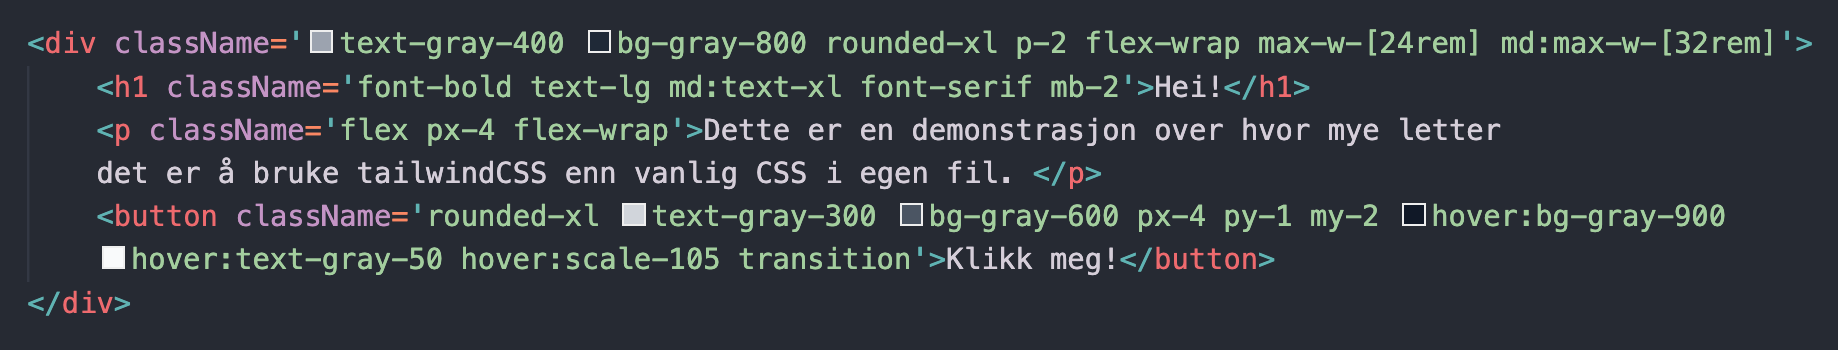 <div className='text-gray-400 bg-gray-800 rounded-xl p-2 flex-wrap max-w-[24rem] md:max-w-[32rem]'>
<h1 className='font-bold text-lg md:text-xl font-serif mb-2'>Hei!</h1>
<p className='flex px-4 flex-wrap'>Dette er en demonstrasjon over hvor mye letter
det er å bruke tailwindCSS enn vanlig CSS i egen fil. </p>
<button className='rounded-xl text-gray-300 bg-gray-600 px-4 py-1 my-2 hover:bg-gray-900
hover:text-gray-50 hover:scale-105 transition'>Klikk meg!</button>
</div>